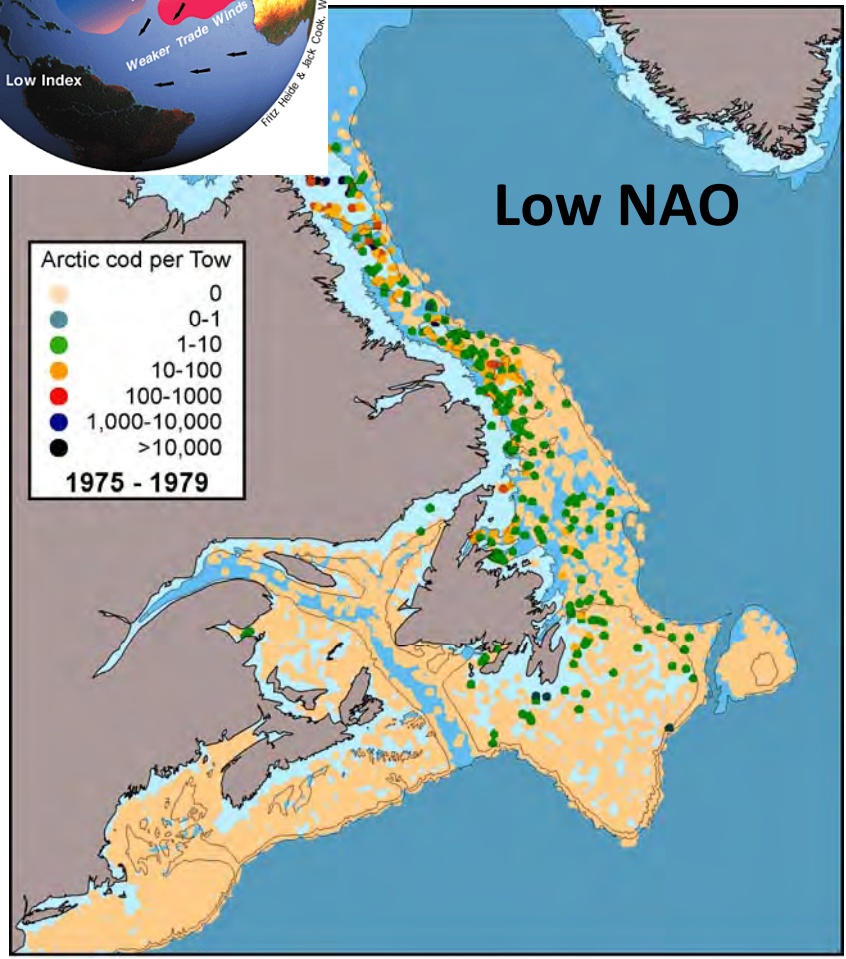 Weaker Trade Winds
Low Index
Fritz Heide & Jack Cook, W
Low NAO
Arctic cod per Tow
0
0-1
1-10
10-100
100-1000
1,000-10,000
>10,000
1975 - 1979